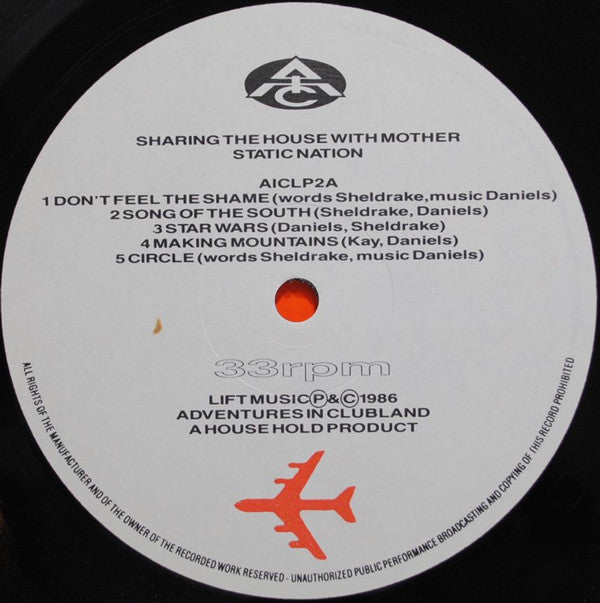 AIC
SHARING THE HOUSE WITH MOTHER
STATIC NATION
AICLP2A
1 DON'T FEEL THE SHAME (words Sheldrake,music Daniels)
2 SONG OF THE SOUTH (Sheldrake, Daniels)
3 STAR WARS (Daniels, Sheldrake)
4 MAKING MOUNTAINS (Kay, Daniels)
5 CIRCLE (words Sheldrake, music Daniels)
33rpm
LIFT MUSIC Ⓟ&©1986
ADVENTURES IN CLUBLAND
A HOUSE HOLD PRODUCT
ALL RIGHTS OF THE MANUFACTURER AND OF THE OWNER OF THE RECORDED WORK RESERVED - UNAUTHORIZED PUBLIC PERFORMANCE BROADCASTING AND COPYING OF THIS RECORD PROHIBITED